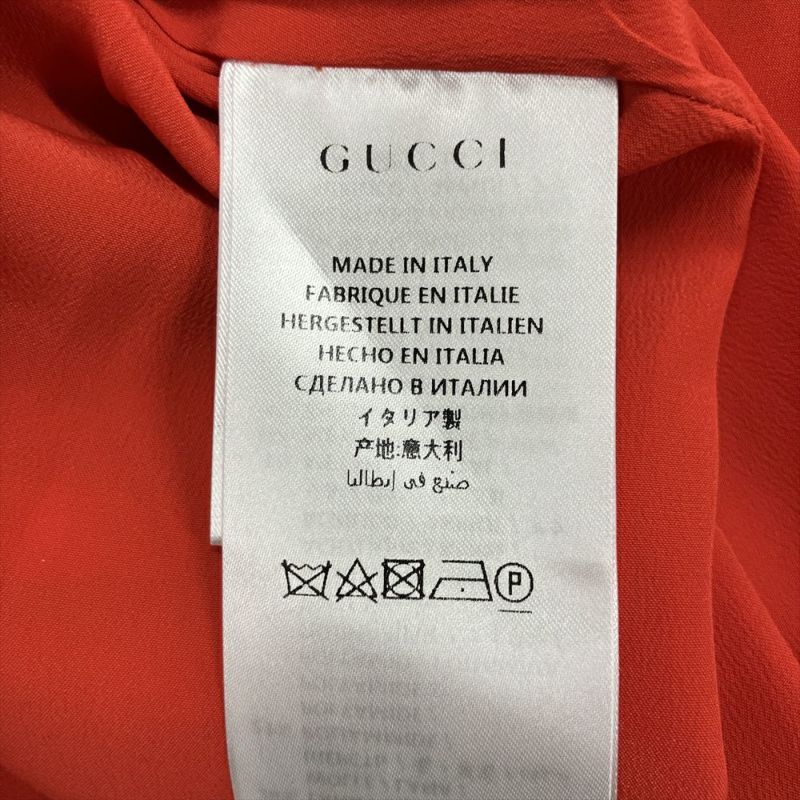 GUCCI
MADE IN ITALY
FABRIQUE EN ITALIE
HERGESTELLT IN ITALIEN
HECHO EN ITALIA
СДЕЛАНО В ИТАЛИИ
イタリア製
产地:意大利
صنع في إيطاليا
P